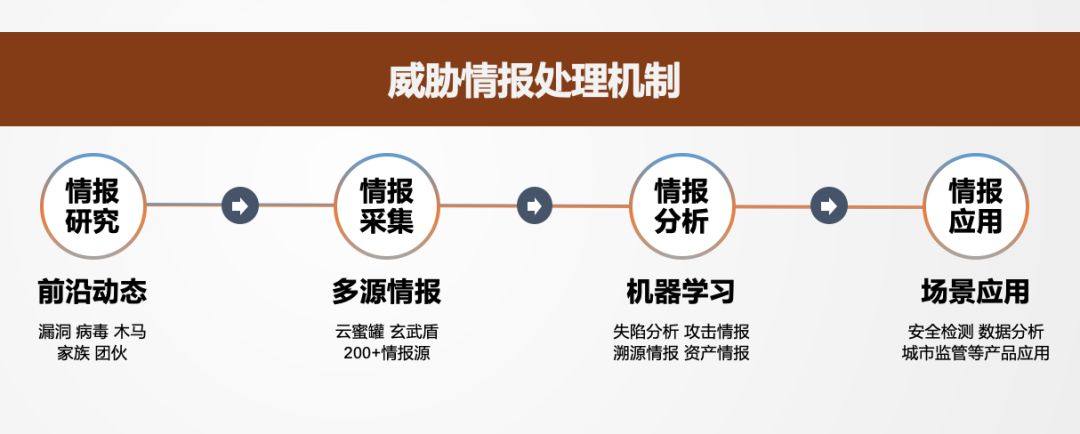 威胁情报处理机制
情报
研究
情报
采集
情报
分析
情报
应用
前沿动态
多源情报
机器学习
场景应用
漏洞 病毒 木马
家族 团伙
云蜜罐 玄武盾
200+情报源
失陷分析 攻击情报
溯源情报 资产情报
安全检测 数据分析
城市监管等产品应用